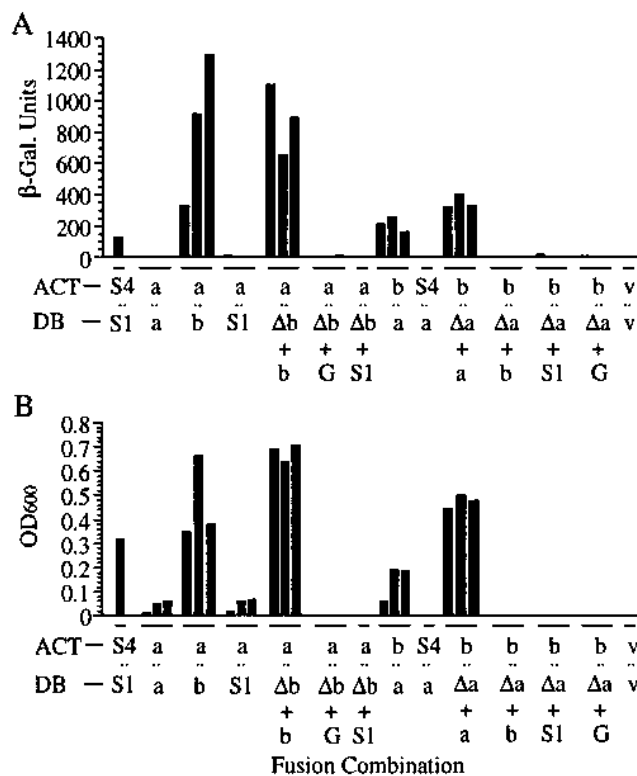 A
1400
1200
1000
800
600
400
200
0
β-Gal. Units
ACT — S4 a a a a a a b S4 b b b b v
DB — S1 a b S1 Δb Δb Δb a a Δa Δa Δa Δa v
+ + + + + + +
b G S1 a b S1 G
B
0.8
0.7
0.6
0.5
0.4
0.3
0.2
0.1
0
OD600
ACT — S4 a a a a a a b S4 b b b b v
DB — S1 a b S1 Δb Δb Δb a a Δa Δa Δa Δa v
+ + + + + + +
b G S1 a b S1 G
Fusion Combination